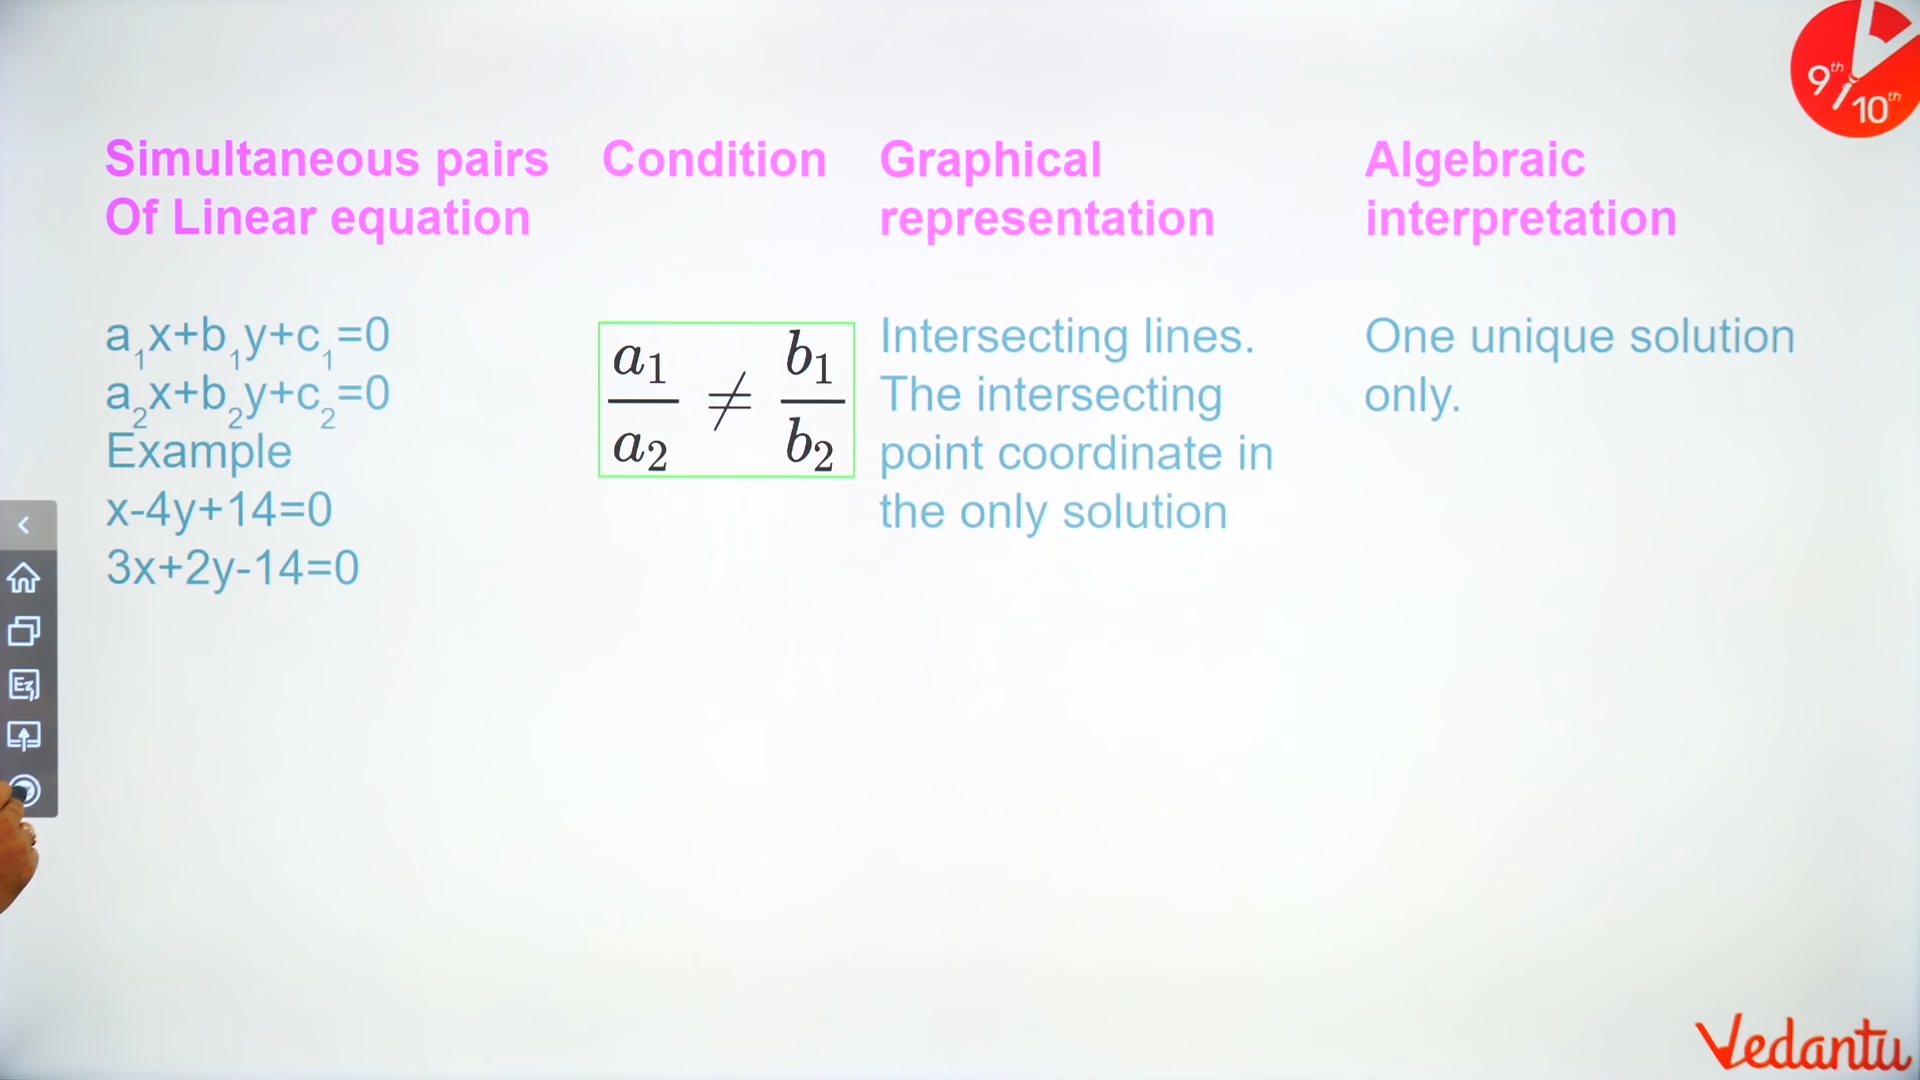 9th/10th
Simultaneous pairs
Of Linear equation
Condition
Graphical
representation
Algebraic
interpretation
a₁x+b₁y+c₁=0
a₂x+b₂y+c₂=0
Example
x-4y+14=0
3x+2y-14=0
a₁/a₂ ≠ b₁/b₂
Intersecting lines.
The intersecting
point coordinate in
the only solution
One unique solution
only.
Vedantu